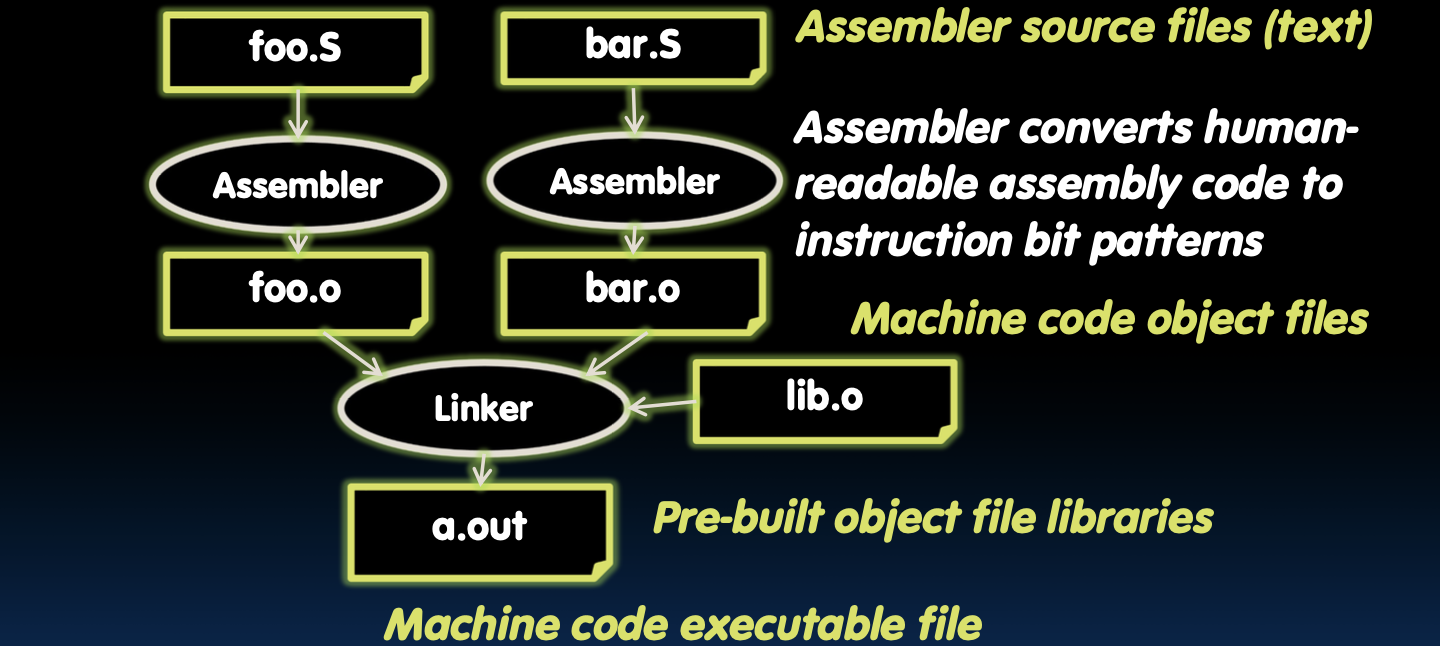 foo.S
bar.S
Assembler source files (text)
Assembler
Assembler
Assembler converts human-
readable assembly code to
instruction bit patterns
foo.o
bar.o
Machine code object files
Linker
lib.o
a.out
Pre-built object file libraries
Machine code executable file